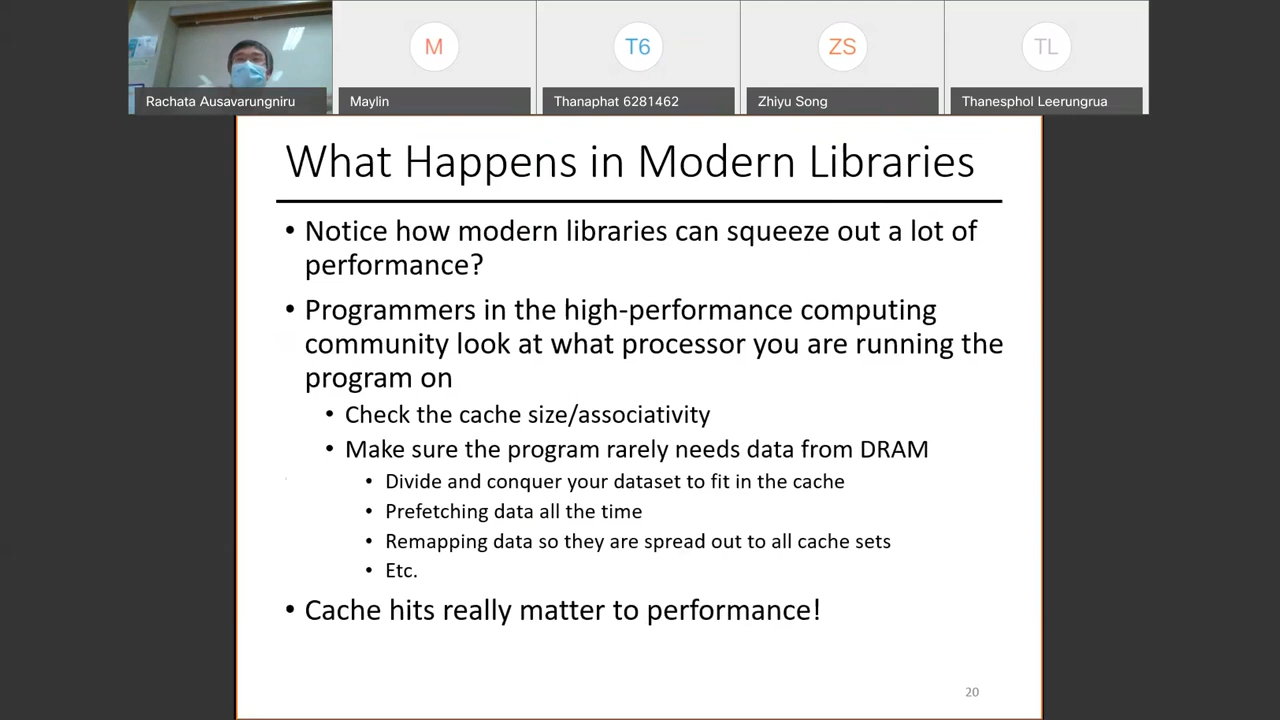 M
T6
ZS
TL
Rachata Ausavarungniru
Maylin
Thanaphat 6281462
Zhiyu Song
Thanesphol Leerungrua
What Happens in Modern Libraries
• Notice how modern libraries can squeeze out a lot of
performance?
• Programmers in the high-performance computing
community look at what processor you are running the
program on
• Check the cache size/associativity
• Make sure the program rarely needs data from DRAM
• Divide and conquer your dataset to fit in the cache
• Prefetching data all the time
• Remapping data so they are spread out to all cache sets
• Etc.
• Cache hits really matter to performance!
20